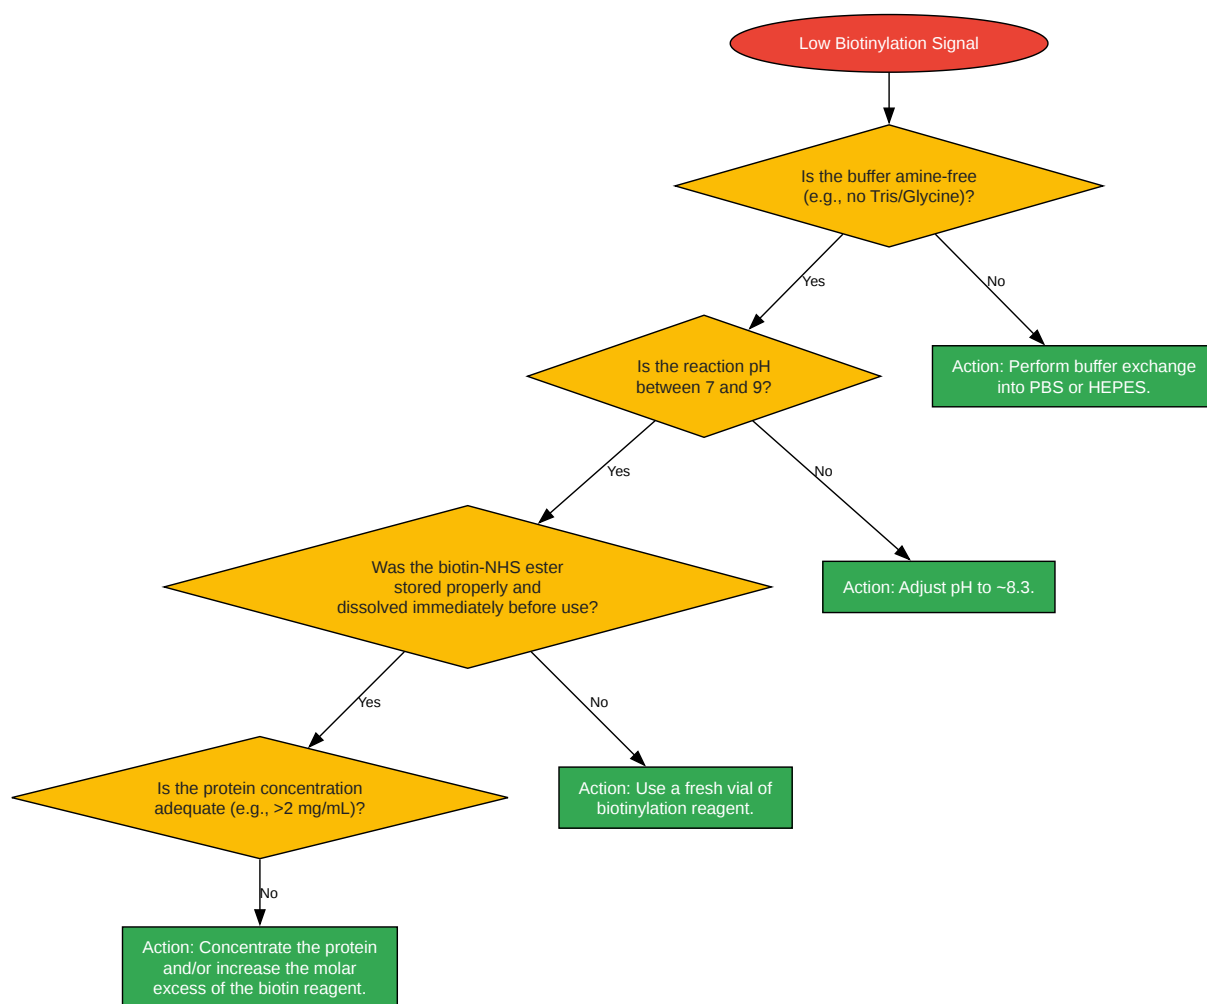 Low Biotinylation Signal
Is the buffer amine-free
(e.g., no Tris/Glycine)?
Yes
No
Is the reaction pH
between 7 and 9?
Action: Perform buffer exchange
into PBS or HEPES.
Yes
No
Was the biotin-NHS ester
stored properly and
dissolved immediately before use?
Action: Adjust pH to ~8.3.
Yes
No
Is the protein concentration
adequate (e.g., >2 mg/mL)?
Action: Use a fresh vial of
biotinylation reagent.
No
Action: Concentrate the protein
and/or increase the molar
excess of the biotin reagent.